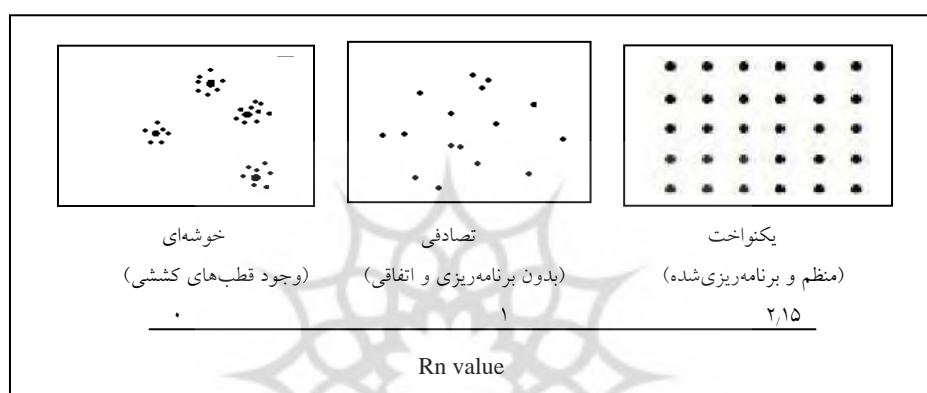 یکنواخت تصادفی خوشه‌ای
(منظم و برنامه‌ریزی‌شده) (بدون برنامه‌ریزی و اتفاقی) (وجود قطب‌های کششی)
۲٫۱۵ ۱ ۰
Rn value